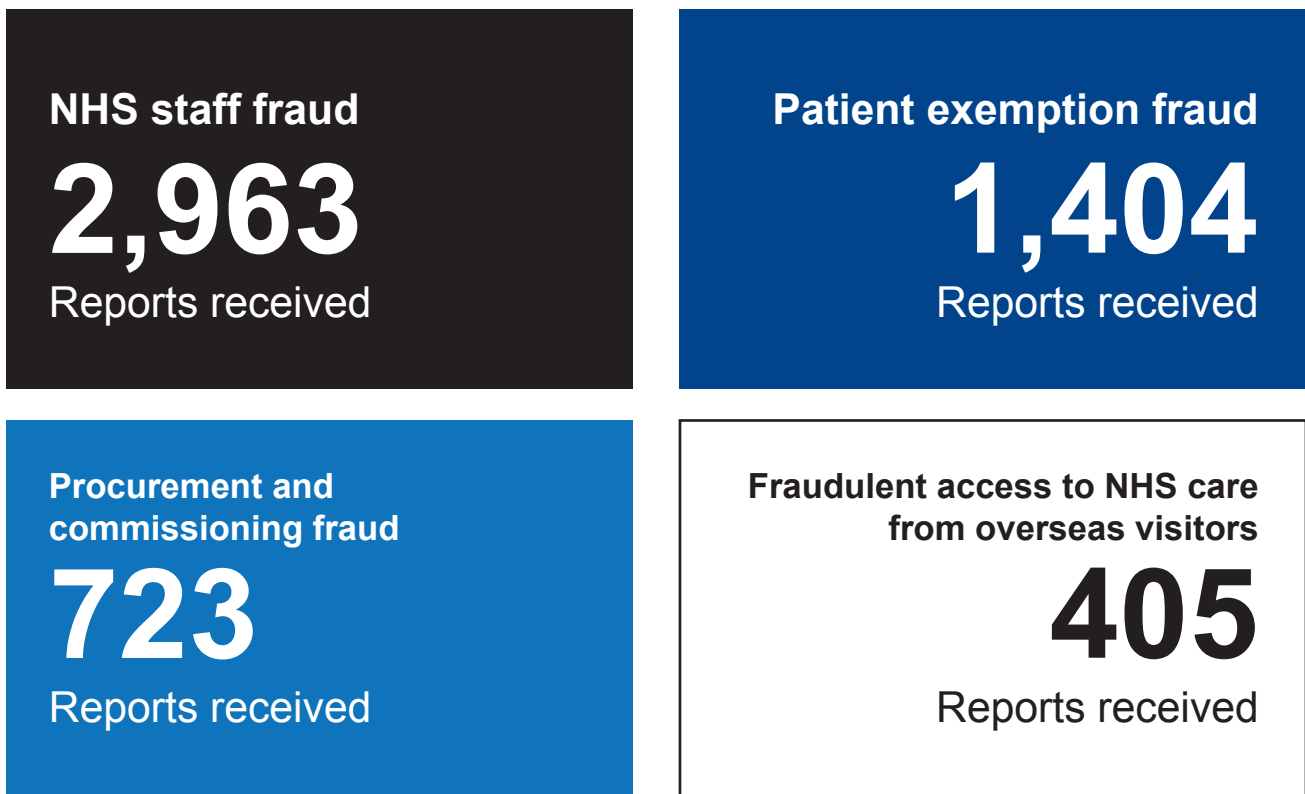 NHS staff fraud
2,963
Reports received
Patient exemption fraud
1,404
Reports received
Procurement and
commissioning fraud
723
Reports received
Fraudulent access to NHS care
from overseas visitors
405
Reports received